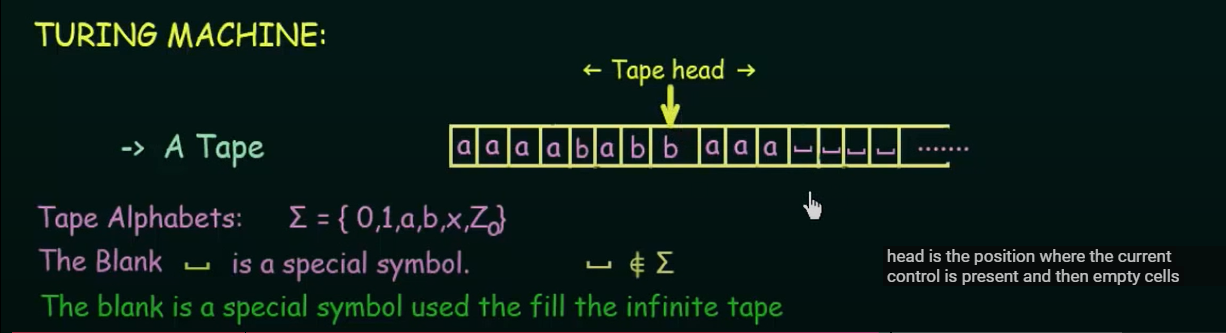 TURING MACHINE:
← Tape head →
-> A Tape
a a a a b a b b a a a ⎵ ⎵ ⎵ ⎵ .......
Tape Alphabets: Σ = { 0,1,a,b,x,Z₀}
The Blank ⎵ is a special symbol. ⎵ ∉ Σ
The blank is a special symbol used the fill the infinite tape
head is the position where the current
control is present and then empty cells